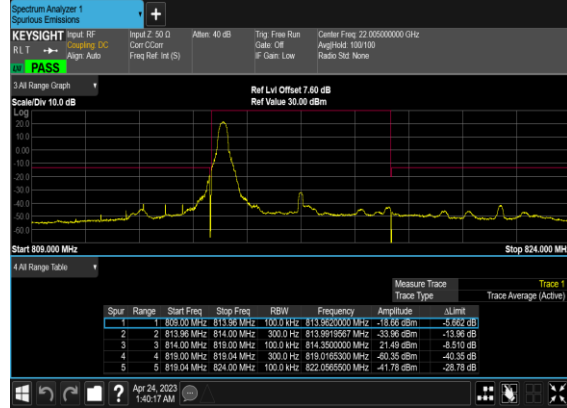 Spectrum Analyzer 1
Spurious Emissions
+
KEYSIGHT Input: RF Input Z: 50 Ω Atten: 40 dB Trig: Free Run Center Freq: 22.005000000 GHz
RLT Coupling: DC Corr CCorr Gate: Off Avg|Hold: 100/100
Align: Auto Freq Ref: Int (S) IF Gain: Low Radio Std: None
LW PASS
3 All Range Graph
Ref Lvl Offset 7.60 dB
Scale/Div 10.0 dB Ref Value 30.00 dBm
Log
20.0
10.0
0.00
-10.0
-20.0
-30.0
-40.0
-50.0
-60.0
Start 809.000 MHz Stop 824.000 MH
4 All Range Table
Measure Trace Trace 1
Trace Type Trace Average (Active)
Spur Range Start Freq Stop Freq RBW Frequency Amplitude ΔLimit
1 1 809.00 MHz 813.96 MHz 100.0 kHz 813.9620000 MHz -18.66 dBm -5.662 dB
2 2 813.96 MHz 814.00 MHz 300.0 Hz 813.9919567 MHz -33.96 dBm -13.96 dB
3 3 814.00 MHz 819.00 MHz 100.0 kHz 814.3500000 MHz 21.49 dBm -8.510 dB
4 4 819.00 MHz 819.04 MHz 300.0 Hz 819.0165300 MHz -60.35 dBm -40.35 dB
5 5 819.04 MHz 824.00 MHz 100.0 kHz 822.0565500 MHz -41.78 dBm -28.78 dB
? Apr 24, 2023
1:40:17 AM